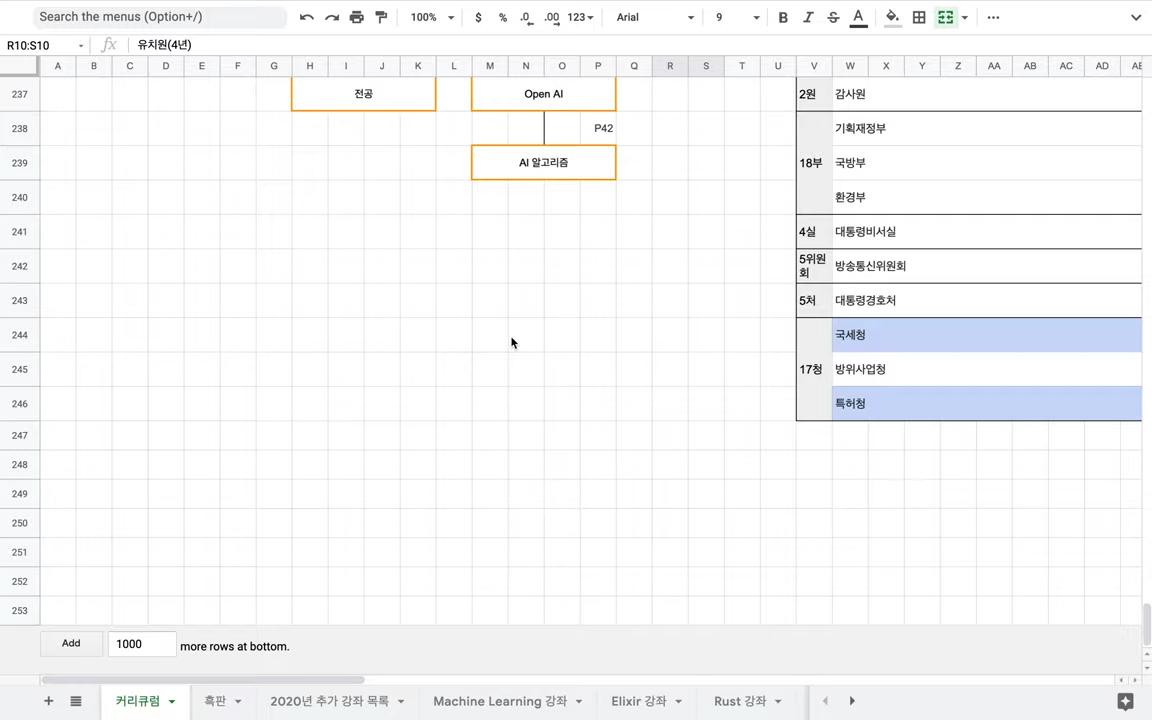 Search the menus (Option+/)
100%
$
%
.0
.00
123
Arial
9
B
I
S
A
R10:S10
fx
유치원(4년)
A B C D E F G H I J K L M N O P Q R S T U V W X Y Z AA AB AC AD AE
237 전공 Open AI 2원 감사원
238 P42 기획재정부
239 AI 알고리즘 18부 국방부
240 환경부
241 4실 대통령비서실
242 5위원회 방송통신위원회
243 5처 대통령경호처
244 국세청
245 17청 방위사업청
246 특허청
247
248
249
250
251
252
253
Add 1000 more rows at bottom.
커리큐럼 흑판 2020년 추가 강좌 목록 Machine Learning 강좌 Elixir 강좌 Rust 강좌